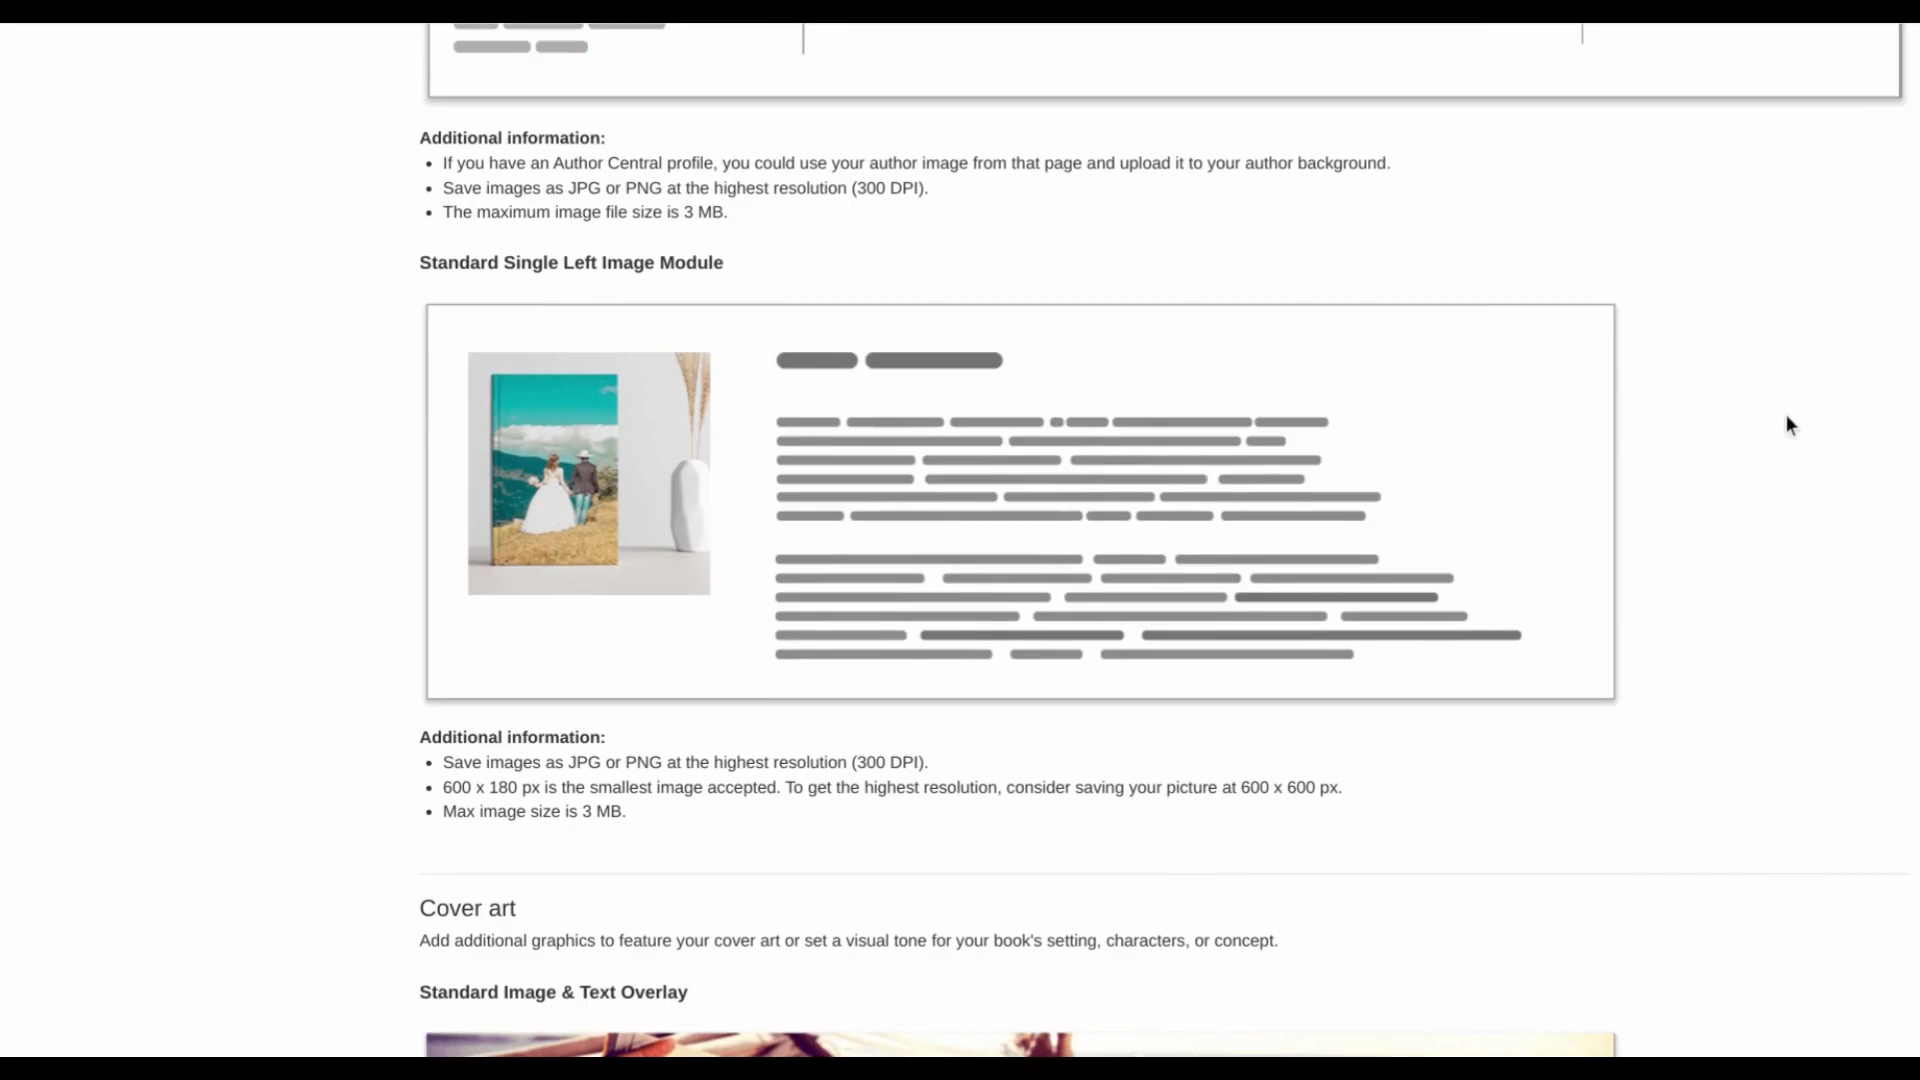 Additional information:
If you have an Author Central profile, you could use your author image from that page and upload it to your author background.
Save images as JPG or PNG at the highest resolution (300 DPI).
The maximum image file size is 3 MB.
Standard Single Left Image Module
Additional information:
Save images as JPG or PNG at the highest resolution (300 DPI).
600 x 180 px is the smallest image accepted. To get the highest resolution, consider saving your picture at 600 x 600 px.
Max image size is 3 MB.
Cover art
Add additional graphics to feature your cover art or set a visual tone for your book's setting, characters, or concept.
Standard Image & Text Overlay